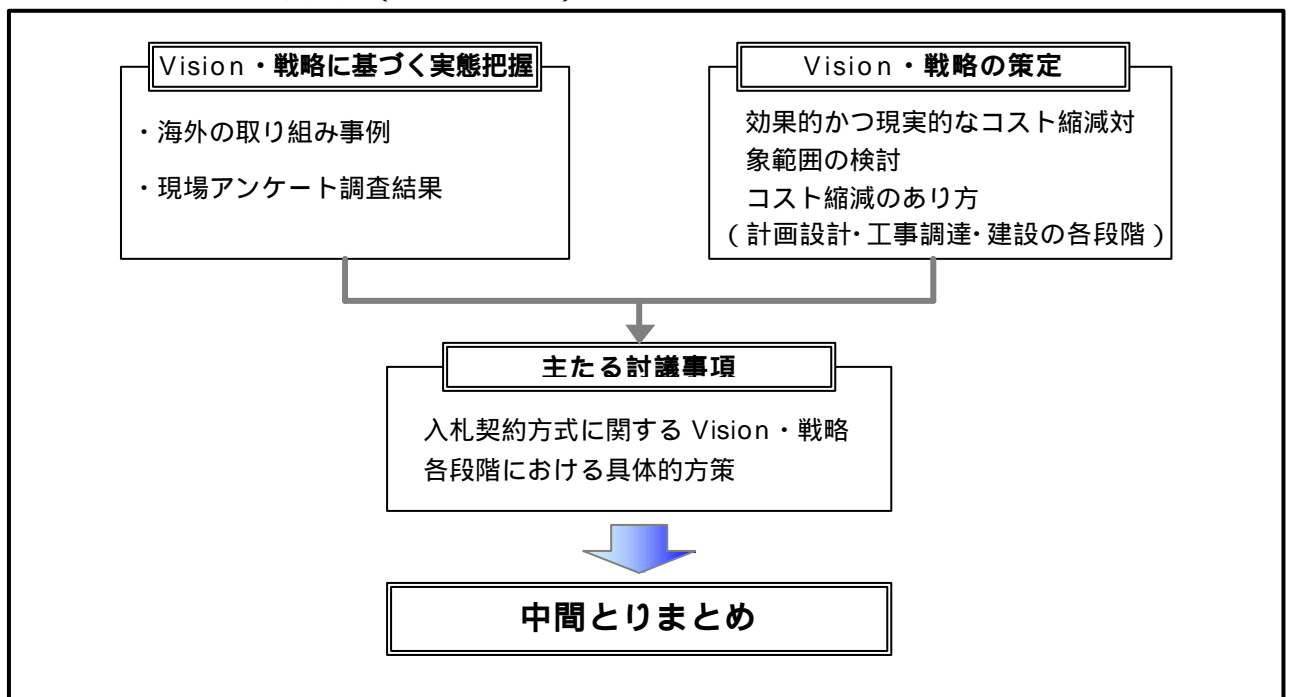 Vision・戦略に基づく実態把握
・海外の取り組み事例
・現場アンケート調査結果
Vision・戦略の策定
効果的かつ現実的なコスト縮減対
象範囲の検討
コスト縮減のあり方
(計画設計・工事調達・建設の各段階)
主たる討議事項
入札契約方式に関する Vision・戦略
各段階における具体的方策
中間とりまとめ